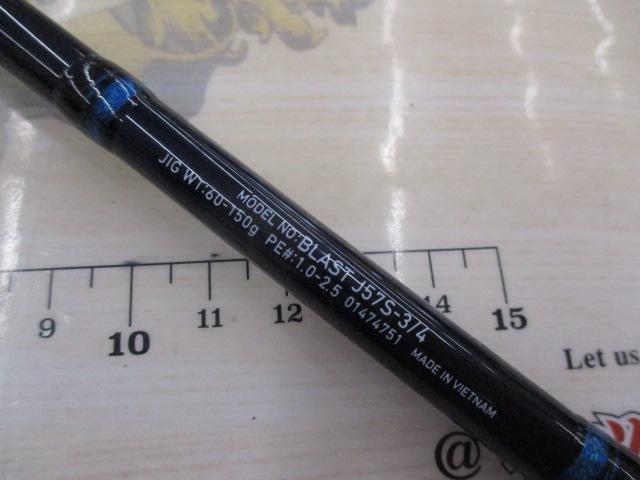 MODEL NO:BLAST J57S-3/4
JIG WT:60-150g PE#:1.0-2.5 01474751
MADE IN VIETNAM
9 10 11 12 14 15
Let us
@